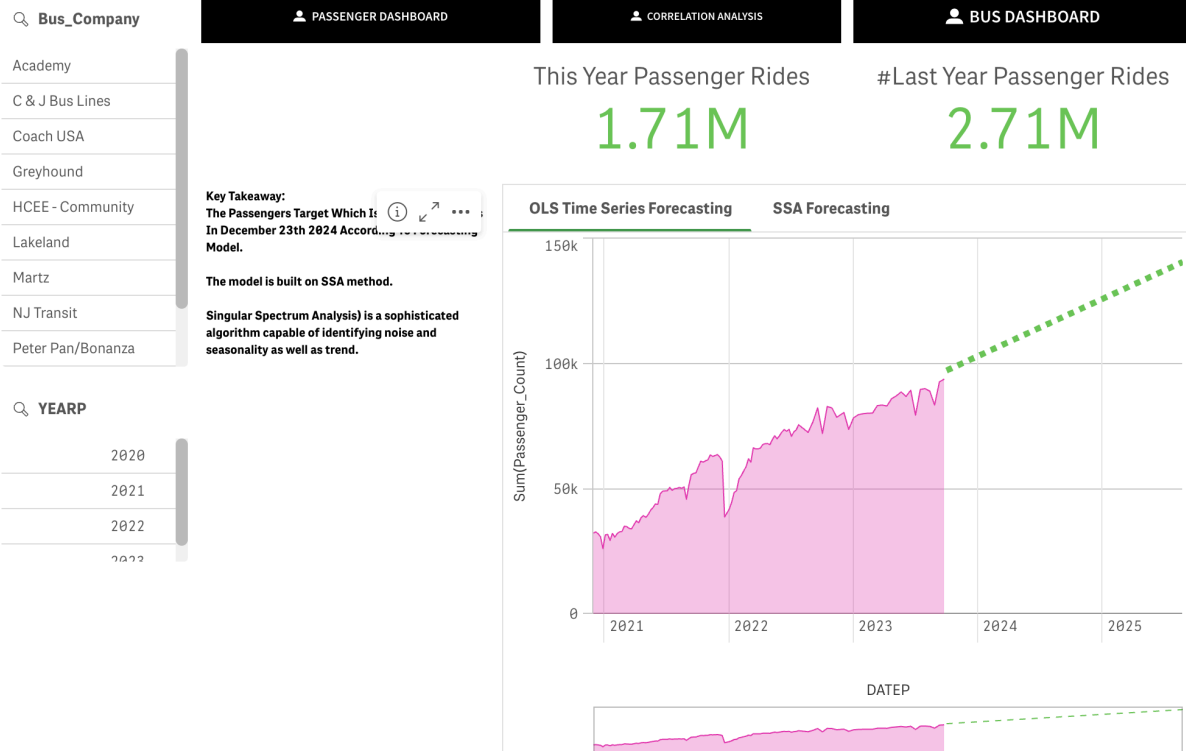 Bus_Company
Academy
C & J Bus Lines
Coach USA
Greyhound
HCEE - Community
Lakeland
Martz
NJ Transit
Peter Pan/Bonanza
YEARP
2020
2021
2022
2023
PASSENGER DASHBOARD
CORRELATION ANALYSIS
BUS DASHBOARD
This Year Passenger Rides
1.71M
#Last Year Passenger Rides
2.71M
Key Takeaway:
The Passengers Target Which
In December 23th 2024 According To Forecasting
Model.
The model is built on SSA method.
Singular Spectrum Analysis) is a sophisticated
algorithm capable of identifying noise and
seasonality as well as trend.
OLS Time Series Forecasting
SSA Forecasting
Sum(Passenger_Count)
150k
100k
50k
0
2021
2022
2023
2024
2025
DATEP